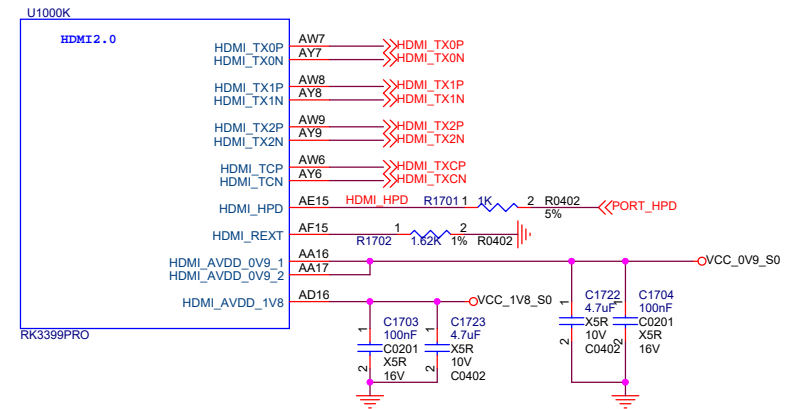 U1000K
HDMI2.0
HDMI_TX0P AW7 HDMI_TX0P
HDMI_TX0N AY7 HDMI_TX0N
HDMI_TX1P AW8 HDMI_TX1P
HDMI_TX1N AY8 HDMI_TX1N
HDMI_TX2P AW9 HDMI_TX2P
HDMI_TX2N AY9 HDMI_TX2N
HDMI_TCP AW6 HDMI_TXCP
HDMI_TCN AY6 HDMI_TXCN
HDMI_HPD AE15 HDMI_HPD R1701 1 1K 2 R0402 PORT_HPD
5%
HDMI_REXT AF15 1 2
R1702 1.62K 1% R0402
HDMI_AVDD_0V9_1 AA16 VCC_0V9_S0
HDMI_AVDD_0V9_2 AA17
HDMI_AVDD_1V8 AD16 VCC_1V8_S0
1 C1722 4.7uF X5R 10V C0402 2
1 C1704 100nF C0201 X5R 16V 2
1 C1703 100nF C0201 X5R 16V 2
1 C1723 4.7uF X5R 10V C0402 2
RK3399PRO